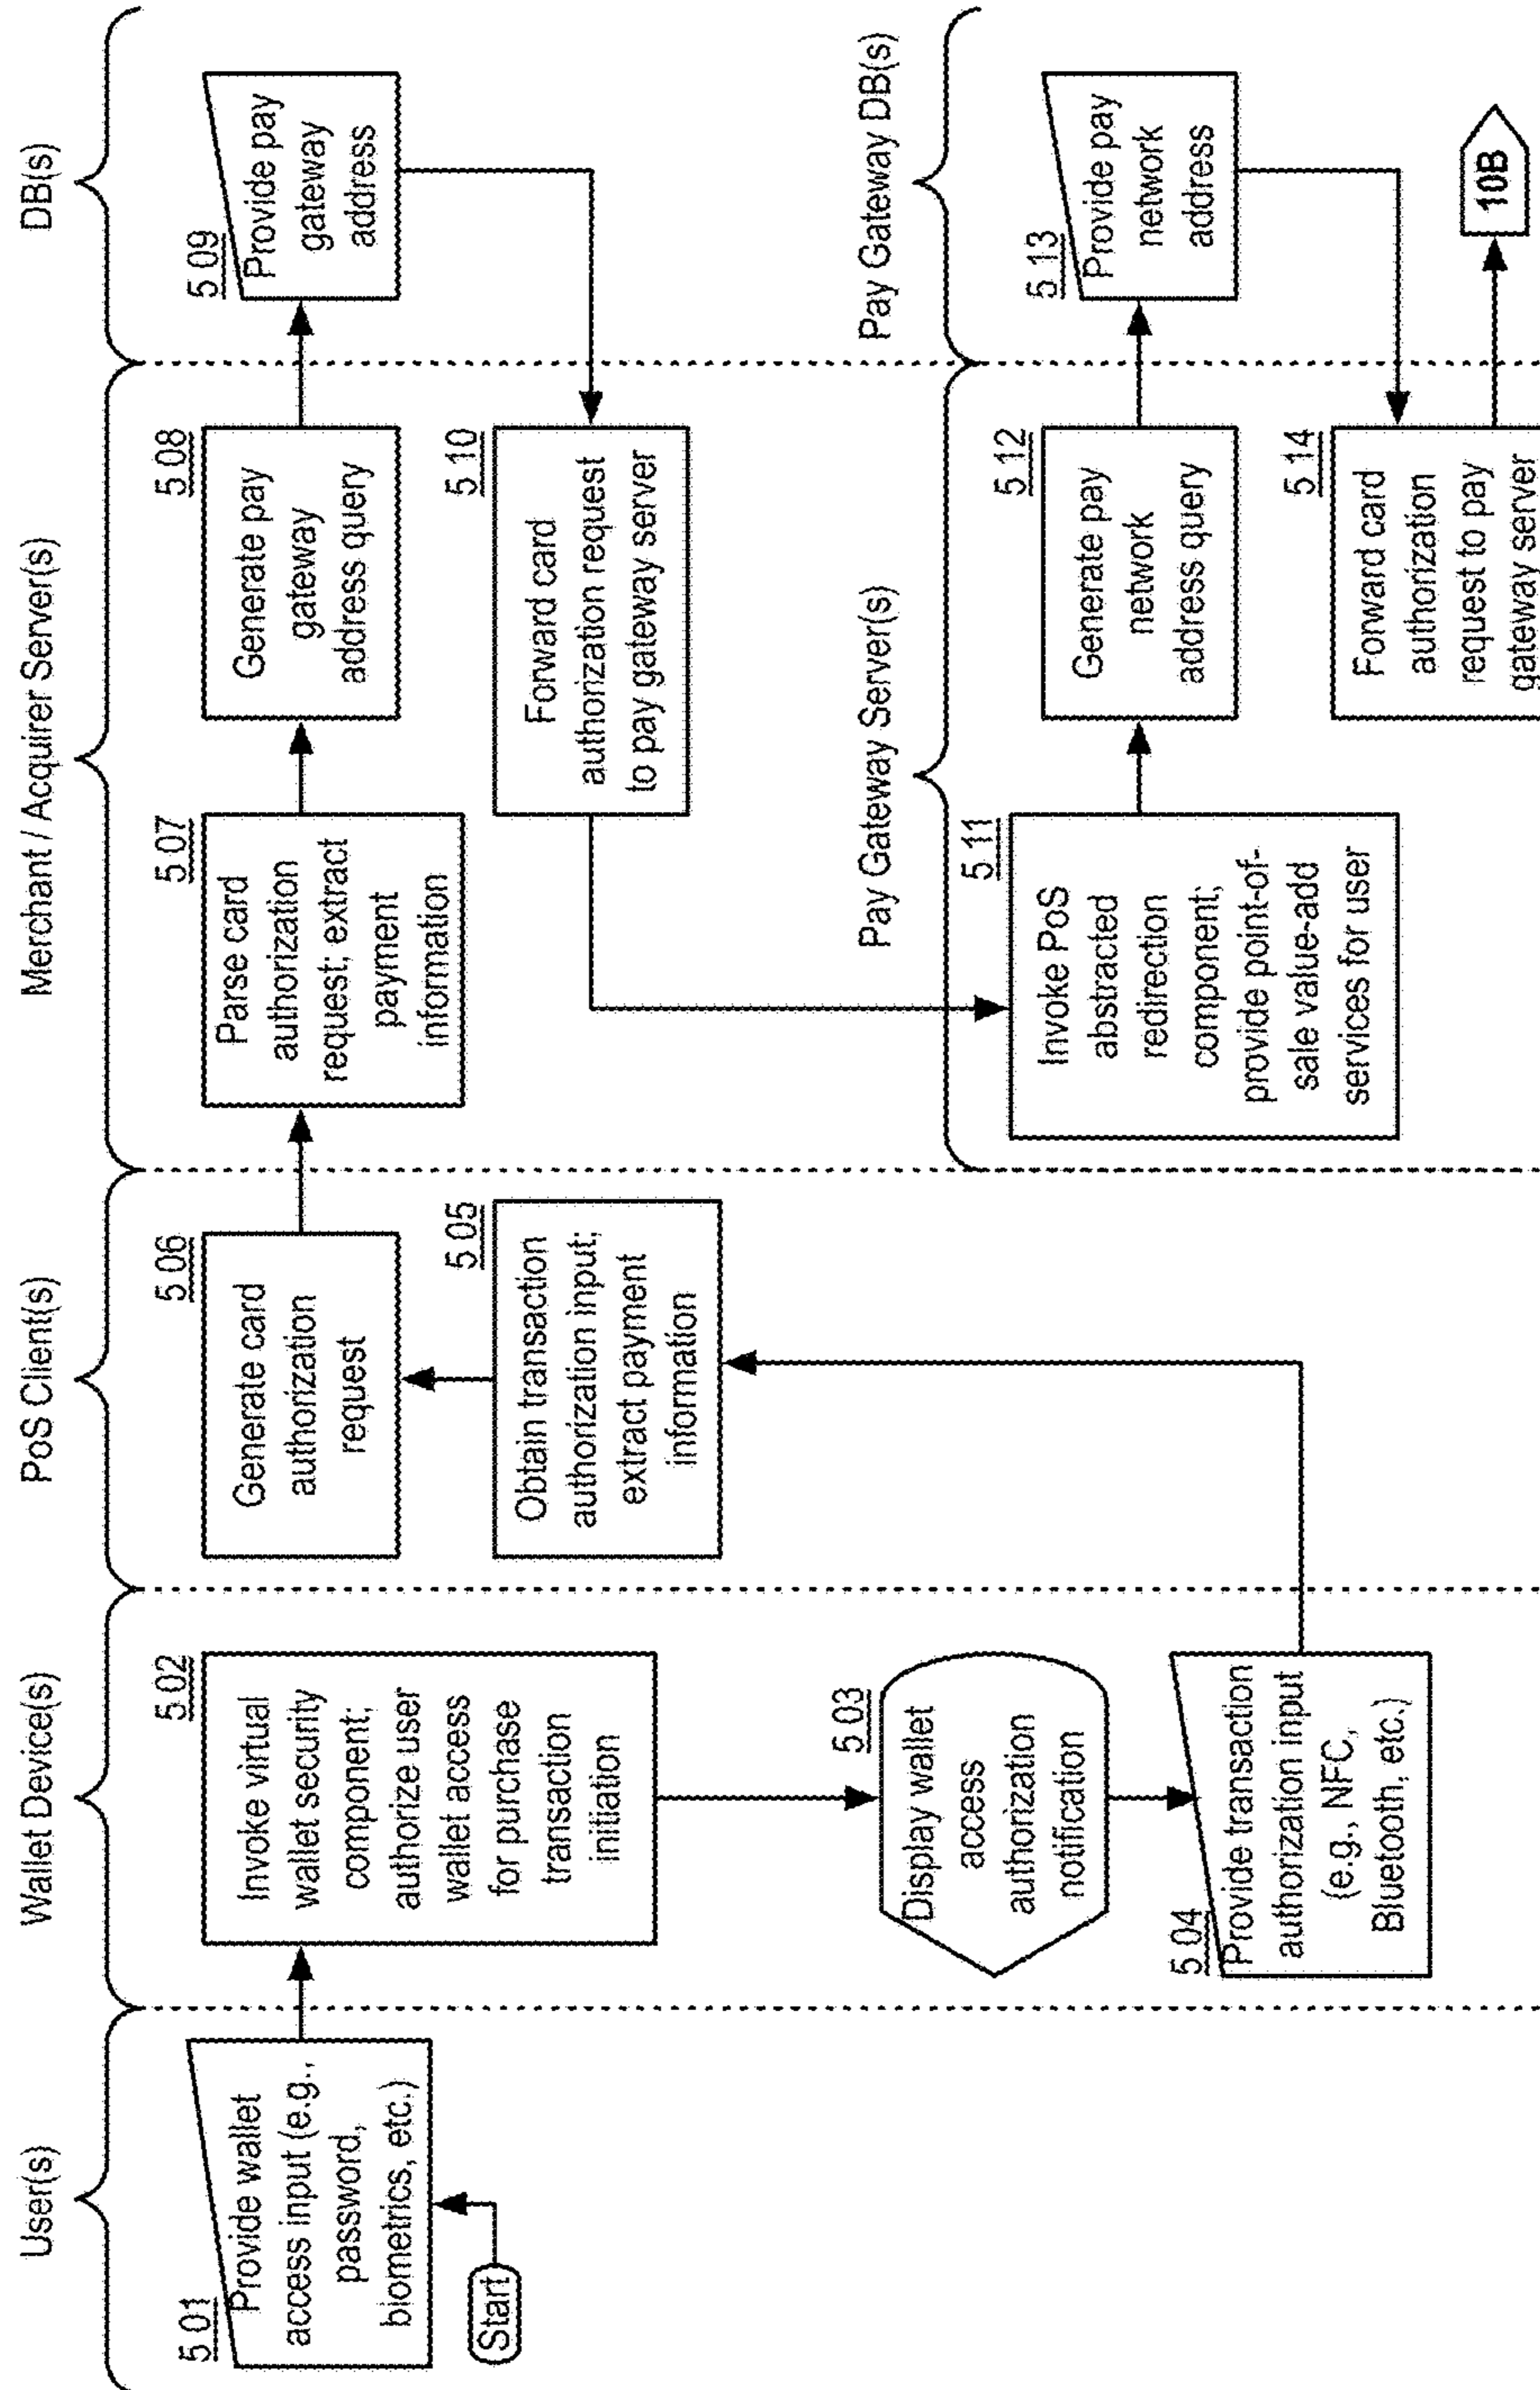 User(s)
Wallet Device(s)
PoS Client(s)
Merchant / Acquirer Server(s)
DB(s)
5 01
Provide wallet
access input (e.g.,
password,
biometrics, etc.)
Start
5 02
Invoke virtual
wallet security
component;
authorize user
wallet access
for purchase
transaction
initiation
5 03
Display wallet
access
authorization
notification
5 04
Provide transaction
authorization input
(e.g., NFC,
Bluetooth, etc.)
5 06
Generate card
authorization
request
5 05
Obtain transaction
authorization input;
extract payment
information
5 07
Parse card
authorization
request; extract
payment
information
5 08
Generate pay
gateway
address query
5 09
Provide pay
gateway
address
5 10
Forward card
authorization request
to pay gateway server
Pay Gateway Server(s)
Pay Gateway DB(s)
5 11
Invoke PoS
abstracted
redirection
component;
provide point-of-
sale value-add
services for user
5 12
Generate pay
network
address query
5 13
Provide pay
network
address
5 14
Forward card
authorization
request to pay
gateway server
10B